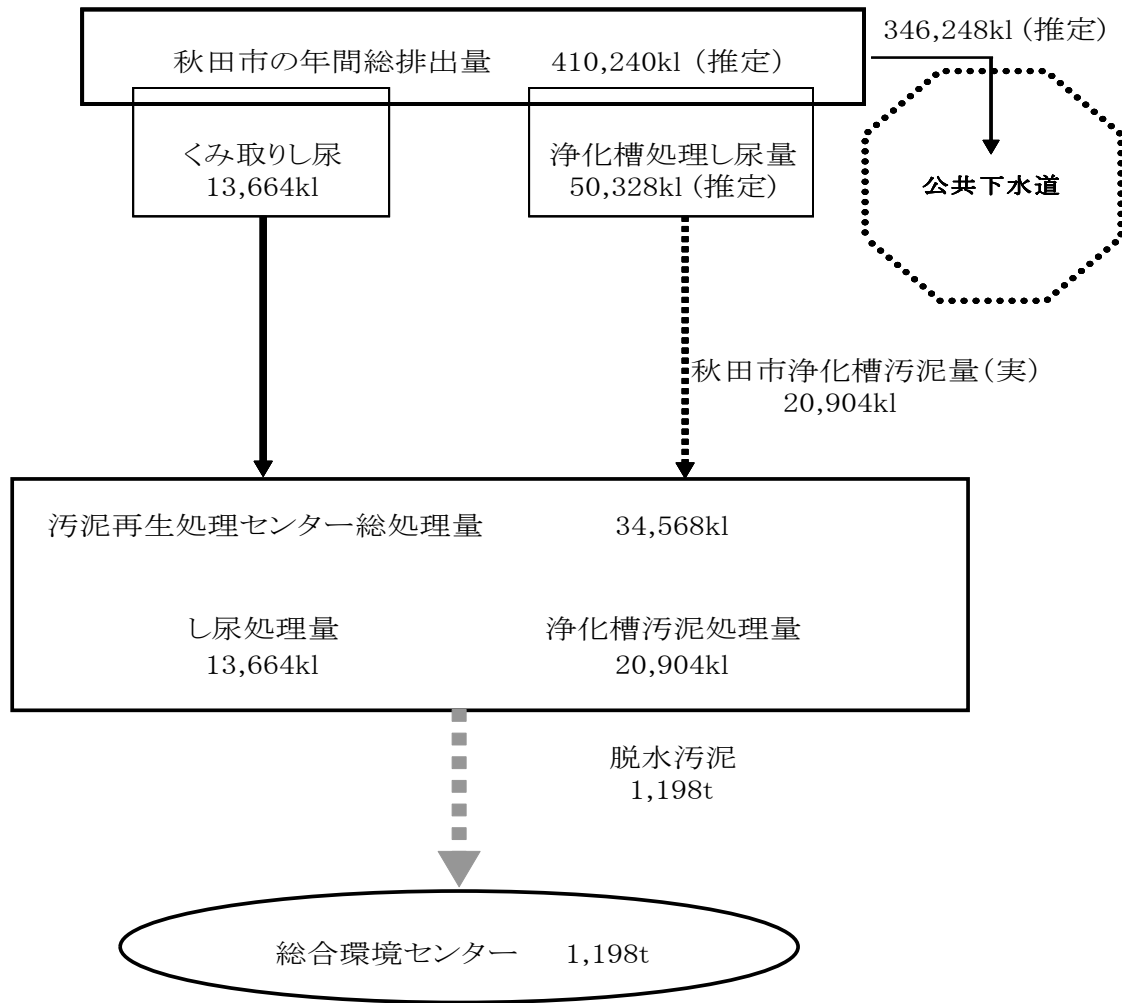 346,248kl (推定)
秋田市の年間総排出量 410,240kl (推定)
くみ取りし尿
13,664kl
浄化槽処理し尿量
50,328kl (推定)
公共下水道
秋田市浄化槽汚泥量(実)
20,904kl
汚泥再生処理センター総処理量 34,568kl
し尿処理量
13,664kl
浄化槽汚泥処理量
20,904kl
脱水汚泥
1,198t
総合環境センター 1,198t